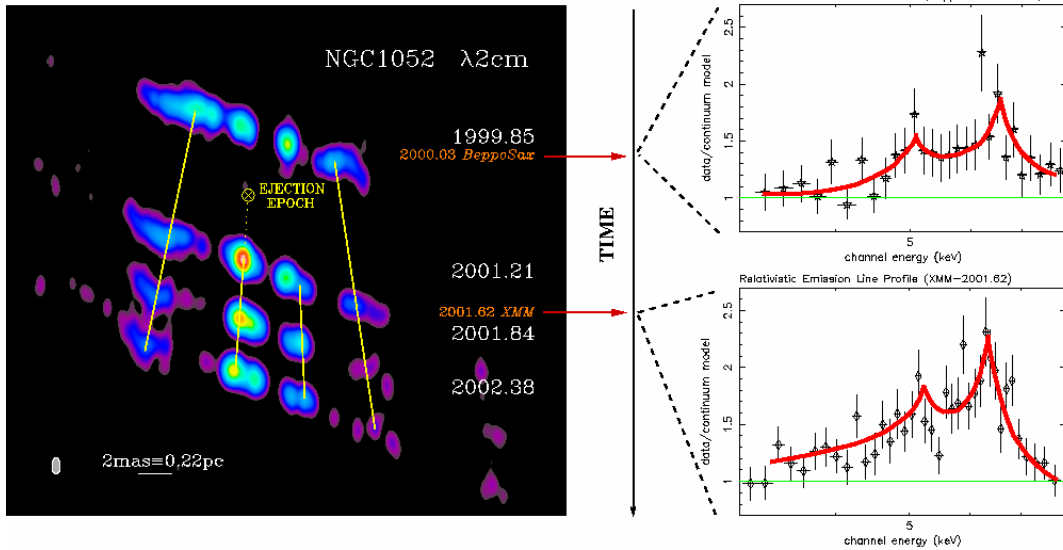 NGC1052 λ2cm
1999.85
2000.03 BeppoSax
⊗ EJECTION
EPOCH
2001.21
2001.62 XMM
2001.84
2002.38
2mas≡0,22pc
TIME
data/continuum model
2.5
2
1.5
1
5
channel energy (keV)
Relativistic Emission Line Profile (XMM−2001.62)
data/continuum model
2.5
2
1.5
1
5
channel energy (keV)